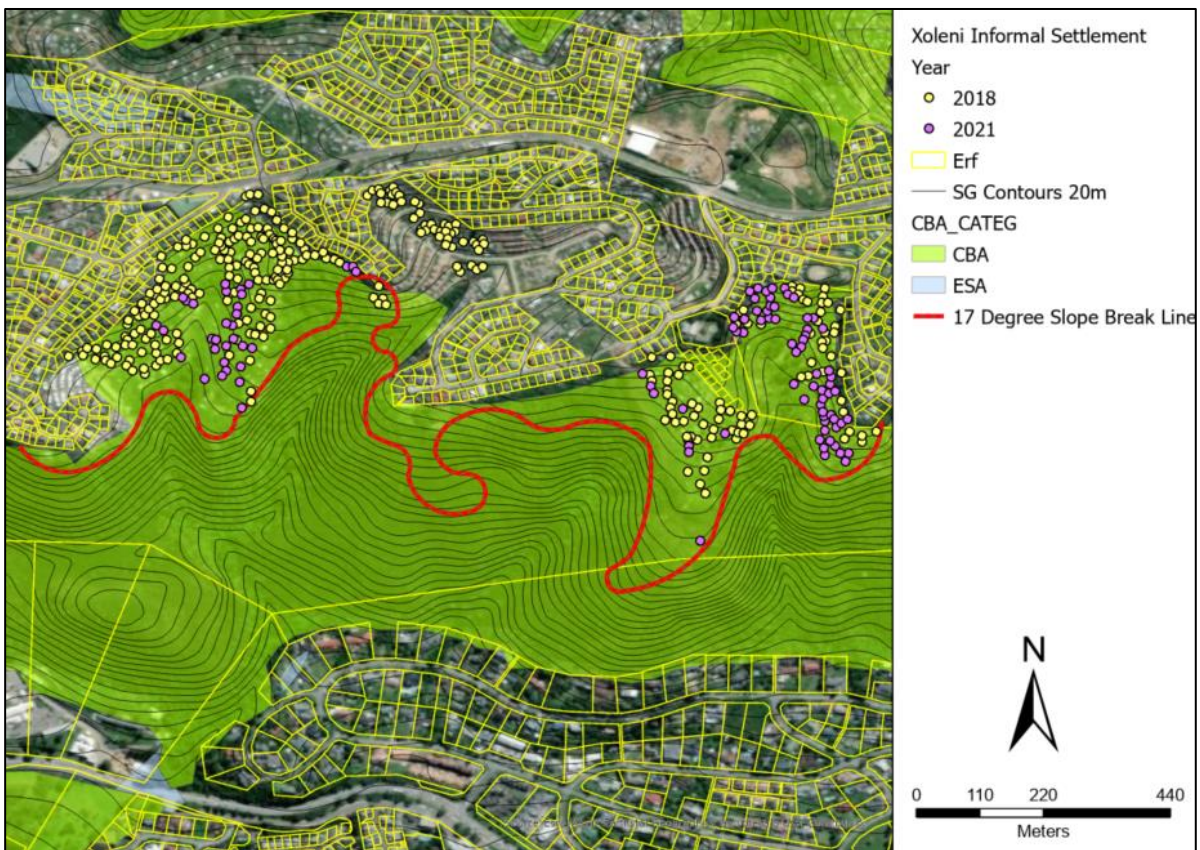 Xoleni Informal Settlement
Year
2018
2021
Erf
SG Contours 20m
CBA_CATEG
CBA
ESA
17 Degree Slope Break Line
N
0 110 220 440
Meters